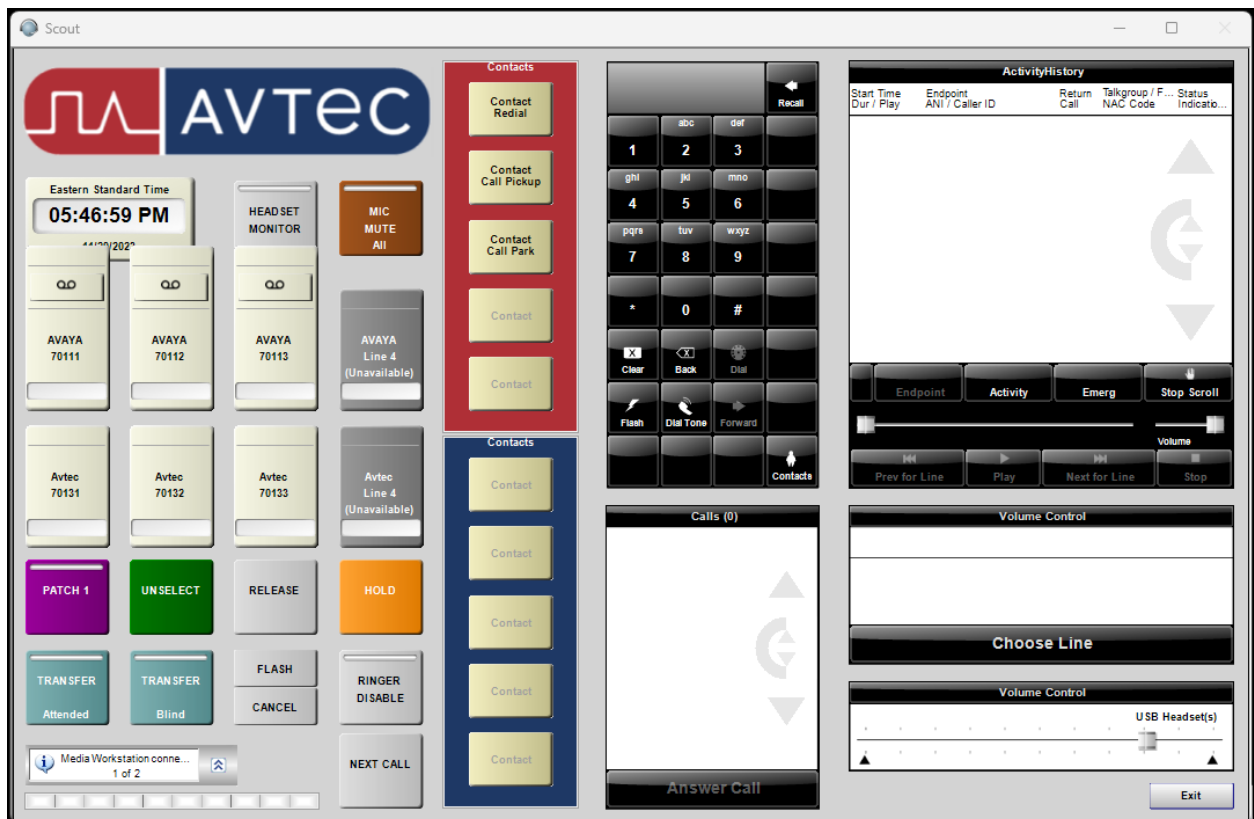 Scout
AVTEC
Eastern Standard Time
05:46:59 PM
HEADSET
MONITOR
MIC
MUTE
All
AVAYA
70111
AVAYA
70112
AVAYA
70113
AVAYA
Line 4
(Unavailable)
Avtec
70131
Avtec
70132
Avtec
70133
Avtec
Line 4
(Unavailable)
PATCH 1
UNSELECT
RELEASE
HOLD
TRANSFER
Attended
TRANSFER
Blind
FLASH
CANCEL
RINGER
DISABLE
Media Workstation conne...
1 of 2
NEXT CALL
Contacts
Contact
Redial
Contact
Call Pickup
Contact
Call Park
Contact
Contact
Contacts
Contact
Contact
Contact
Contact
Contact
Recall
1
abc
2
def
3
ghi
4
jkl
5
mno
6
pqrs
7
tuv
8
wxyz
9
*
0
#
X
Clear
X
Back
Dial
Flash
Dial Tone
Forward
Contacts
Calls (0)
Answer Call
ActivityHistory
Start Time
Dur / Play
Endpoint
ANI / Caller ID
Return
Call
Talkgroup / F...
NAC Code
Status
Indicatio...
Endpoint
Activity
Emerg
Stop Scroll
Volume
Prev for Line
Play
Next for Line
Stop
Volume Control
Choose Line
Volume Control
USB Headset(s)
Exit